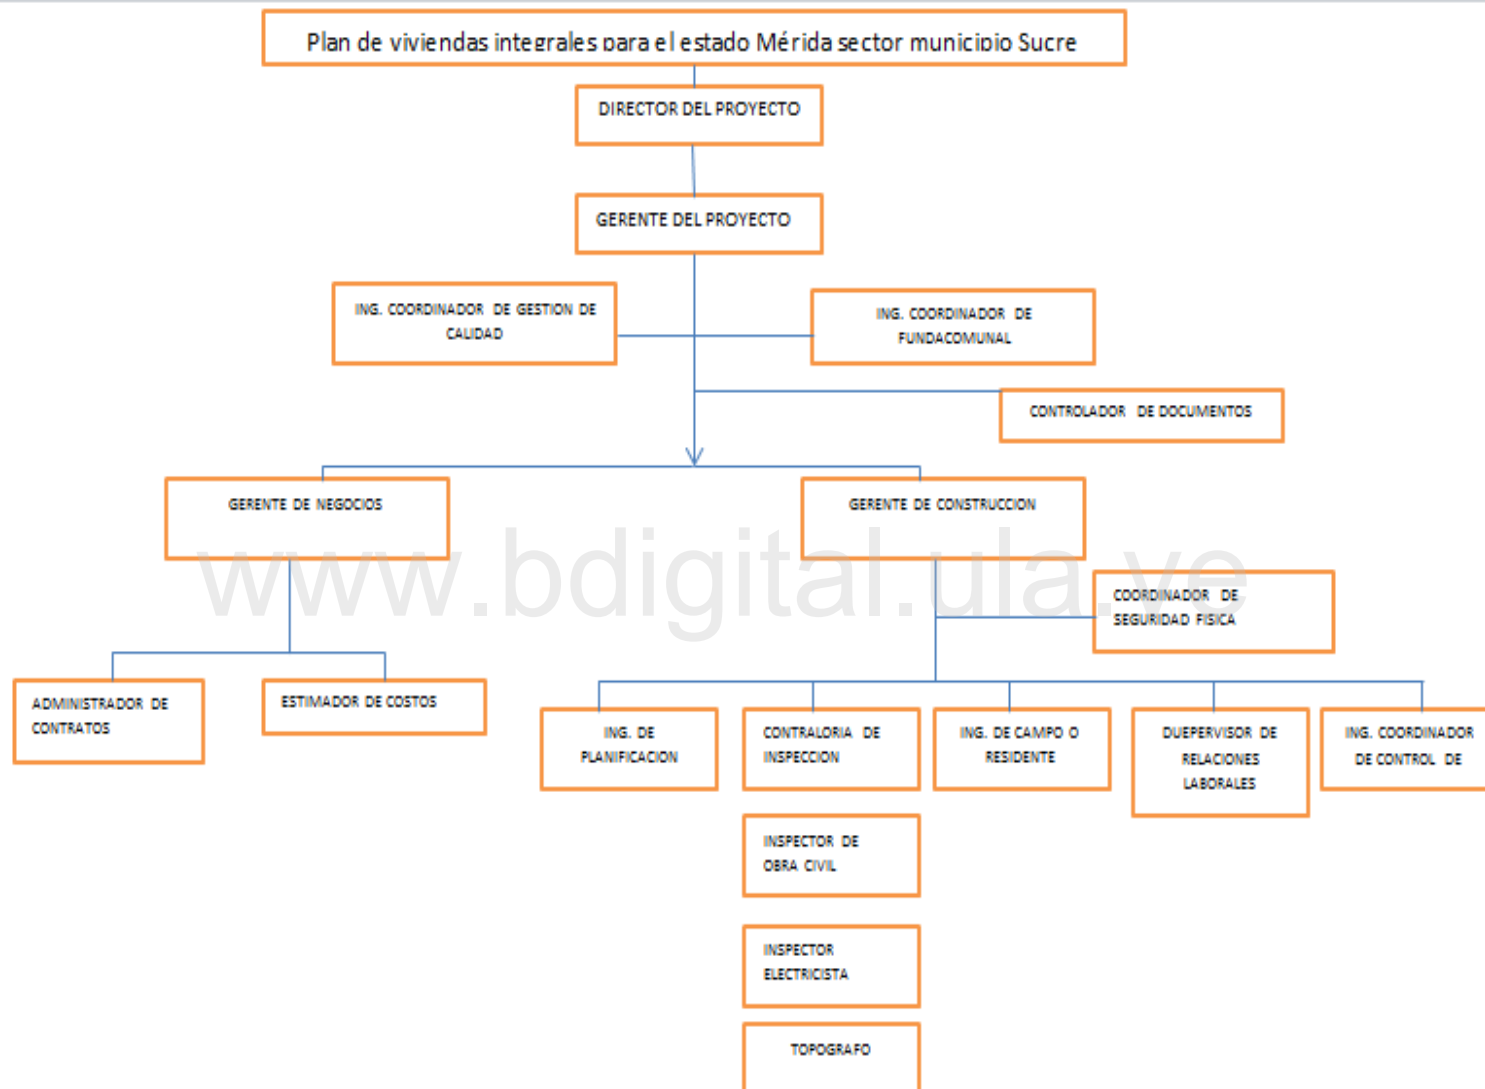 Plan de viviendas integrales para el estado Mérida sector municipio Sucre
DIRECTOR DEL PROYECTO
GERENTE DEL PROYECTO
ING. COORDINADOR DE GESTION DE
CALIDAD
ING. COORDINADOR DE
FUNDACOMUNAL
CONTROLADOR DE DOCUMENTOS
GERENTE DE NEGOCIOS
GERENTE DE CONSTRUCCION
www.bdigital.ula.ve
COORDINADOR DE
SEGURIDAD FISICA
ADMINISTRADOR DE
CONTRATOS
ESTIMADOR DE COSTOS
ING. DE
PLANIFICACION
CONTRALORIA DE
INSPECCION
ING. DE CAMPO O
RESIDENTE
DUEPERVISOR DE
RELACIONES
LABORALES
ING. COORDINADOR
DE CONTROL DE
INSPECTOR DE
OBRA CIVIL
INSPECTOR
ELECTRICISTA
TOPOGRAFO